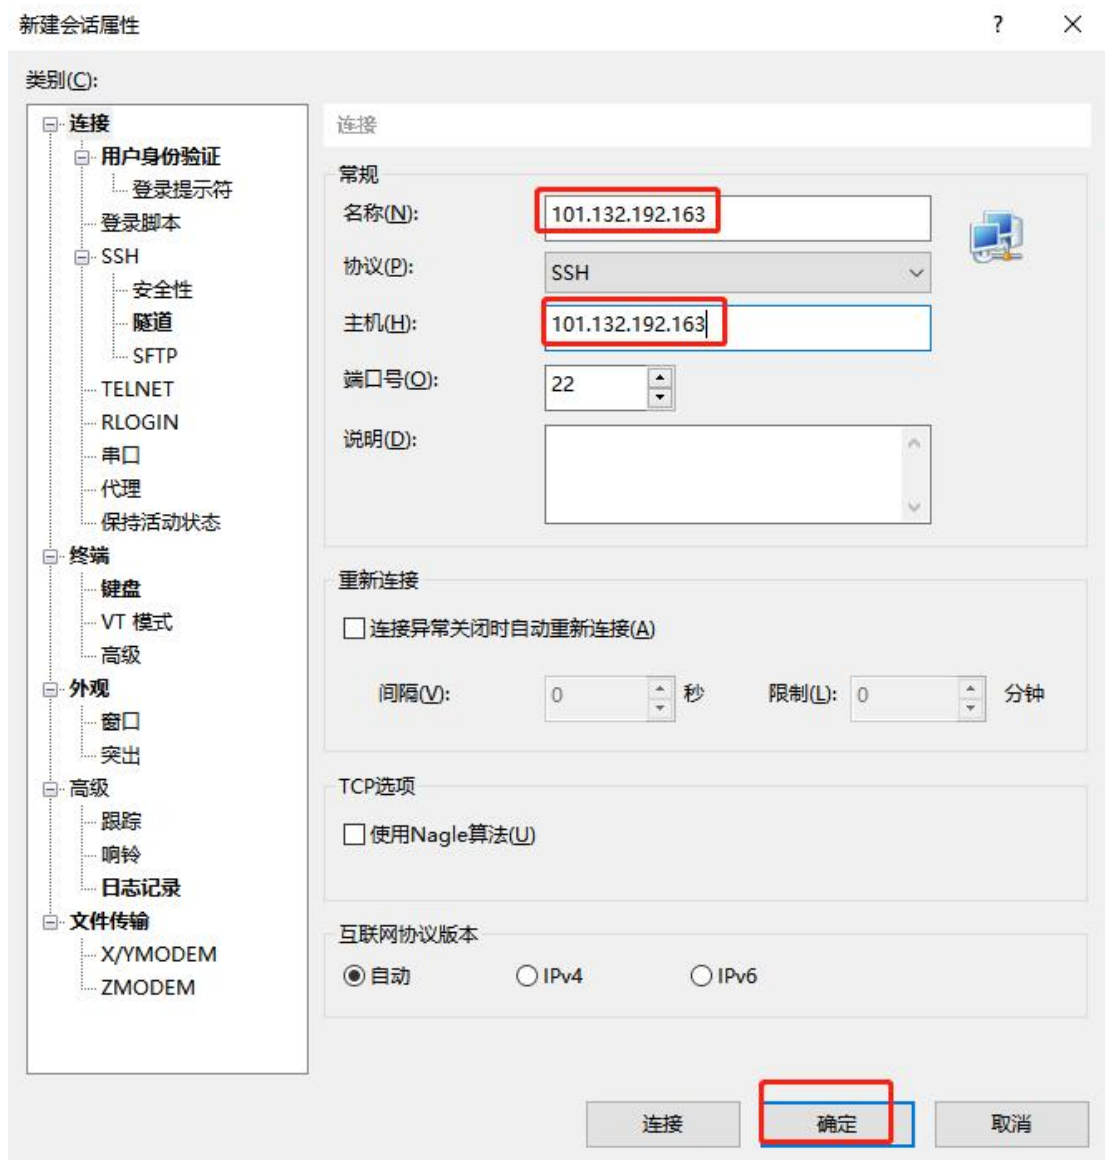 新建会话属性
?
类别(C):
连接
用户身份验证
登录提示符
登录脚本
SSH
安全性
隧道
SFTP
TELNET
RLOGIN
串口
代理
保持活动状态
终端
键盘
VT 模式
高级
外观
窗口
突出
高级
跟踪
响铃
日志记录
文件传输
X/YMODEM
ZMODEM
连接
常规
名称(N): 101.132.192.163
协议(P): SSH
主机(H): 101.132.192.163
端口号(O): 22
说明(D):
重新连接
连接异常关闭时自动重新连接(A)
间隔(V): 0 秒 限制(L): 0 分钟
TCP选项
使用Nagle算法(U)
互联网协议版本
自动 IPv4 IPv6
连接 确定 取消